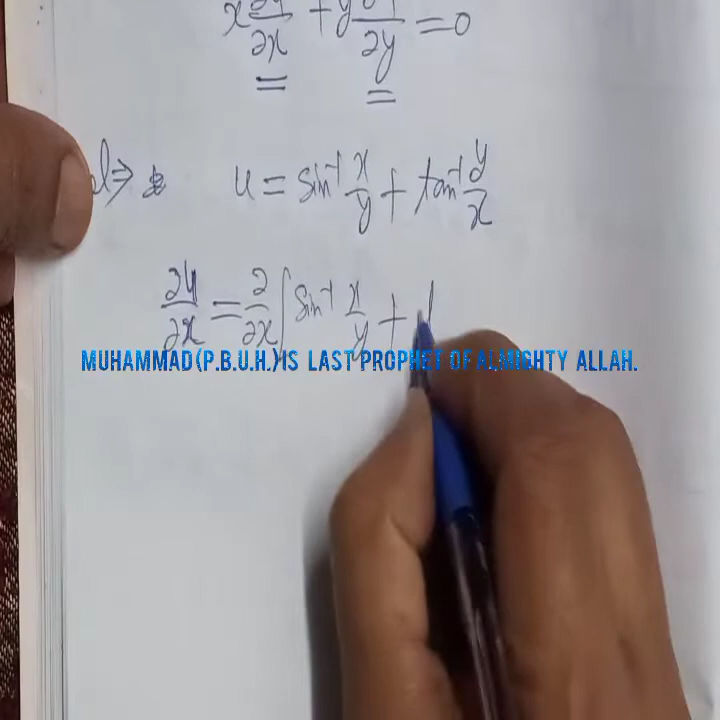 x ∂u/∂x + y ∂u/∂y = 0
u = sin⁻¹ x/y + tan⁻¹ y/x
∂u/∂x = ∂/∂x [ sin⁻¹ x/y +
MUHAMMAD(P.B.U.H.)IS LAST PROPHET OF ALMIGHTY ALLAH.